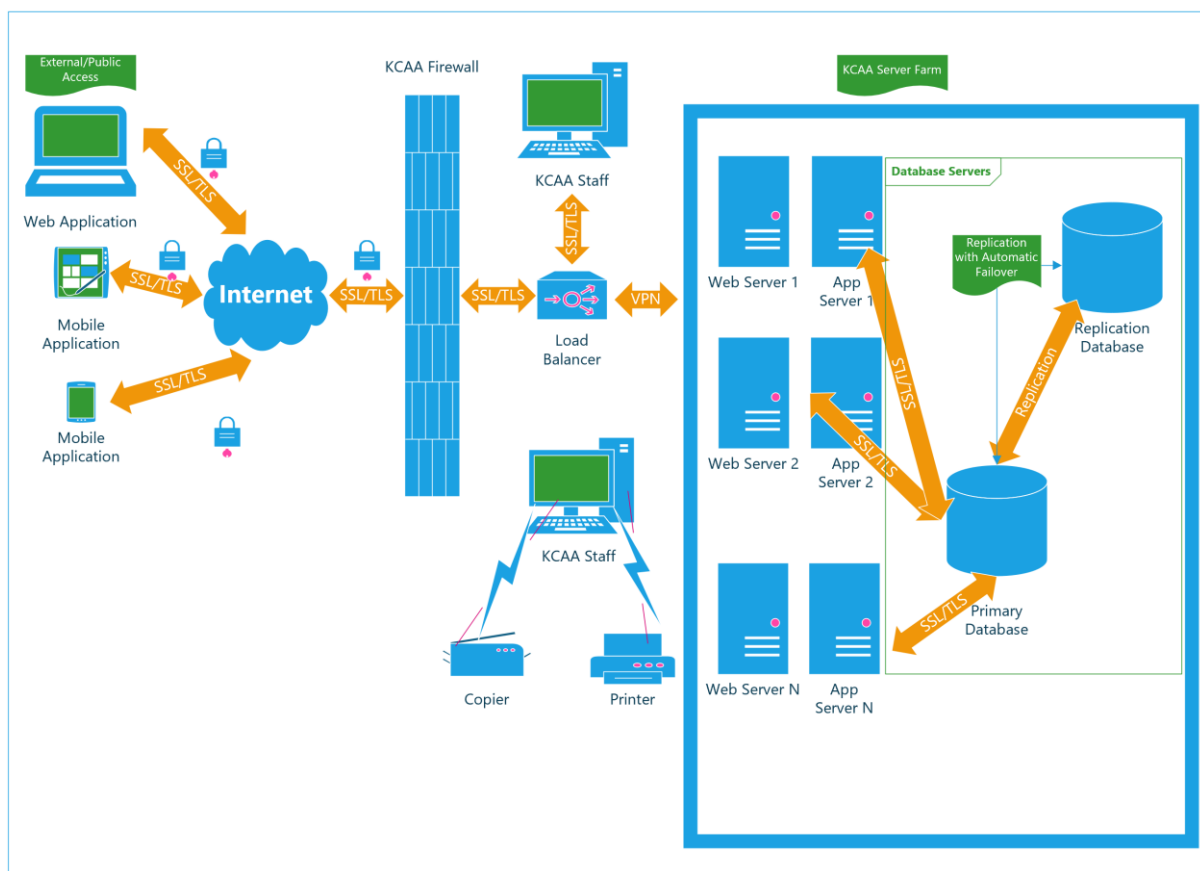 External/Public
Access
KCAA Firewall
KCAA Server Farm
SSL/TLS
Web Application
SSL/TLS
Mobile
Application
SSL/TLS
Mobile
Application
Internet
SSL/TLS
SSL/TLS
KCAA Staff
SSL/TLS
Load
Balancer
VPN
KCAA Staff
Copier
Printer
Web Server 1
App
Server 1
Web Server 2
App
Server 2
Web Server N
App
Server N
Database Servers
Replication
with Automatic
Failover
Replication
Database
SSL/TLS
SSL/TLS
Replication
SSL/TLS
Primary
Database